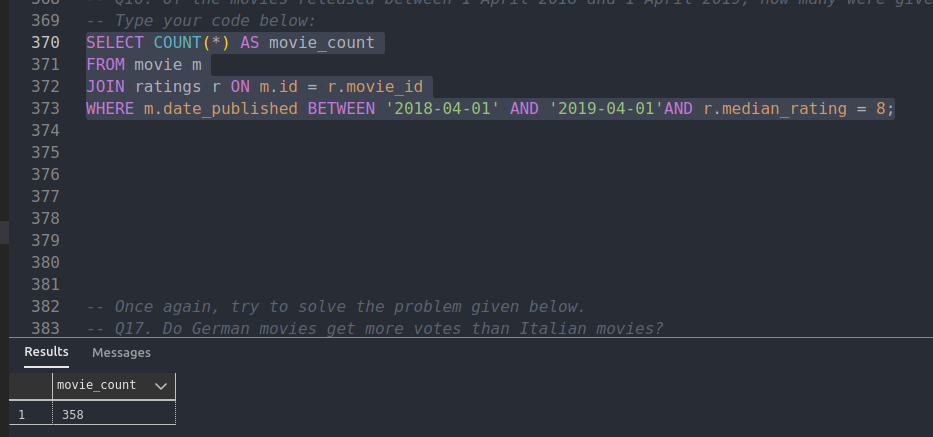 368 -- Q16. Of the movies released between 1 April 2018 and 1 April 2019, how many were give
369 -- Type your code below:
370 SELECT COUNT(*) AS movie_count
371 FROM movie m
372 JOIN ratings r ON m.id = r.movie_id
373 WHERE m.date_published BETWEEN '2018-04-01' AND '2019-04-01'AND r.median_rating = 8;
374
375
376
377
378
379
380
381
382 -- Once again, try to solve the problem given below.
383 -- Q17. Do German movies get more votes than Italian movies?
Results Messages
movie_count
1 358